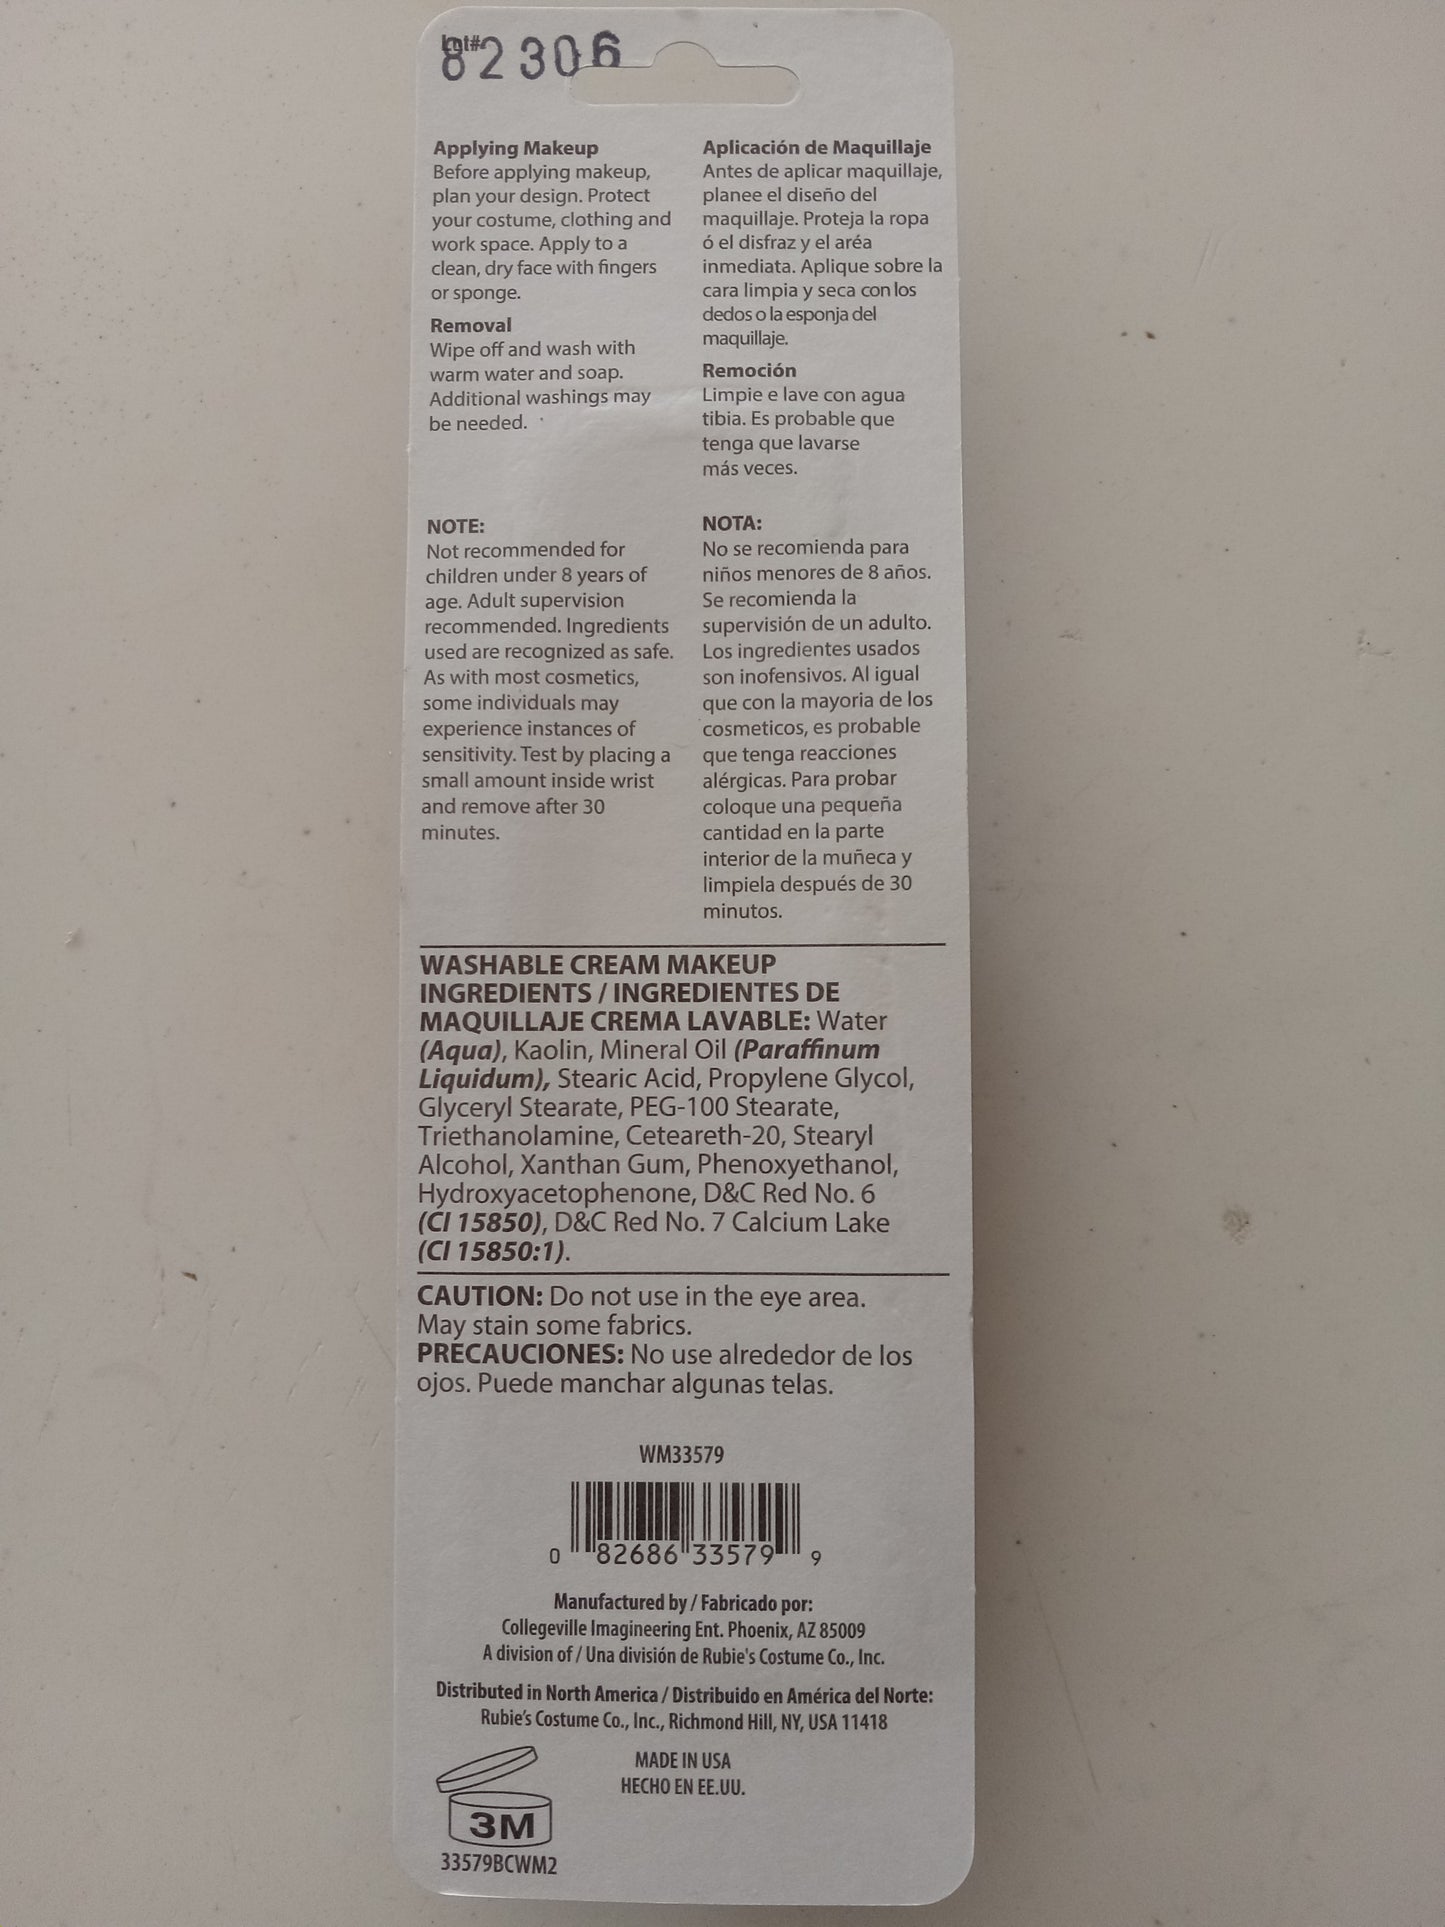 Lot#
82306
Applying Makeup
Before applying makeup,
plan your design. Protect
your costume, clothing and
work space. Apply to a
clean, dry face with fingers
or sponge.
Removal
Wipe off and wash with
warm water and soap.
Additional washings may
be needed.
Aplicación de Maquillaje
Antes de aplicar maquillaje,
planee el diseño del
maquillaje. Proteja la ropa
ó el disfraz y el aréa
inmediata. Aplique sobre la
cara limpia y seca con los
dedos o la esponja del
maquillaje.
Remoción
Limpie e lave con agua
tibia. Es probable que
tenga que lavarse
más veces.
NOTE:
Not recommended for
children under 8 years of
age. Adult supervision
recommended. Ingredients
used are recognized as safe.
As with most cosmetics,
some individuals may
experience instances of
sensitivity. Test by placing a
small amount inside wrist
and remove after 30
minutes.
NOTA:
No se recomienda para
niños menores de 8 años.
Se recomienda la
supervisión de un adulto.
Los ingredientes usados
son inofensivos. Al igual
que con la mayoria de los
cosmeticos, es probable
que tenga reacciones
alérgicas. Para probar
coloque una pequeña
cantidad en la parte
interior de la muñeca y
limpiela después de 30
minutos.
WASHABLE CREAM MAKEUP
INGREDIENTS / INGREDIENTES DE
MAQUILLAJE CREMA LAVABLE: Water
(Aqua), Kaolin, Mineral Oil (Paraffinum
Liquidum), Stearic Acid, Propylene Glycol,
Glyceryl Stearate, PEG-100 Stearate,
Triethanolamine, Ceteareth-20, Stearyl
Alcohol, Xanthan Gum, Phenoxyethanol,
Hydroxyacetophenone, D&C Red No. 6
(CI 15850), D&C Red No. 7 Calcium Lake
(CI 15850:1).
CAUTION: Do not use in the eye area.
May stain some fabrics.
PRECAUCIONES: No use alrededor de los
ojos. Puede manchar algunas telas.
WM33579
0 82686 33579 9
Manufactured by / Fabricado por:
Collegeville Imagineering Ent. Phoenix, AZ 85009
A division of / Una división de Rubie's Costume Co., Inc.
Distributed in North America / Distribuido en América del Norte:
Rubie's Costume Co., Inc., Richmond Hill, NY, USA 11418
MADE IN USA
HECHO EN EE.UU.
3M
33579BCWM2